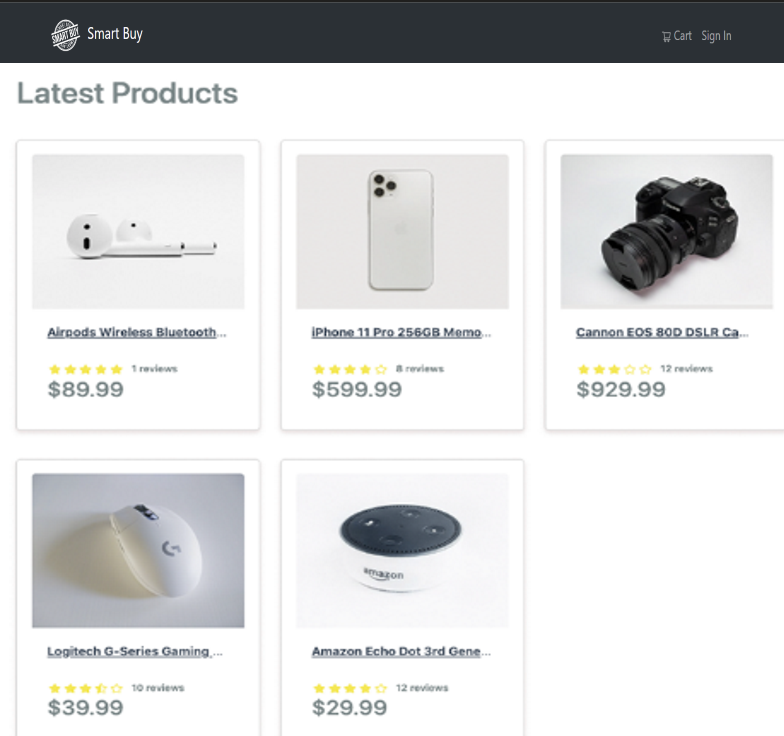 SMART BUY
Smart Buy
Cart
Sign In
Latest Products
Airpods Wireless Bluetooth...
1 reviews
$89.99
iPhone 11 Pro 256GB Memo...
8 reviews
$599.99
Cannon EOS 80D DSLR Ca...
12 reviews
$929.99
Canon
Logitech G-Series Gaming ...
10 reviews
$39.99
amazon
Amazon Echo Dot 3rd Gene...
12 reviews
$29.99